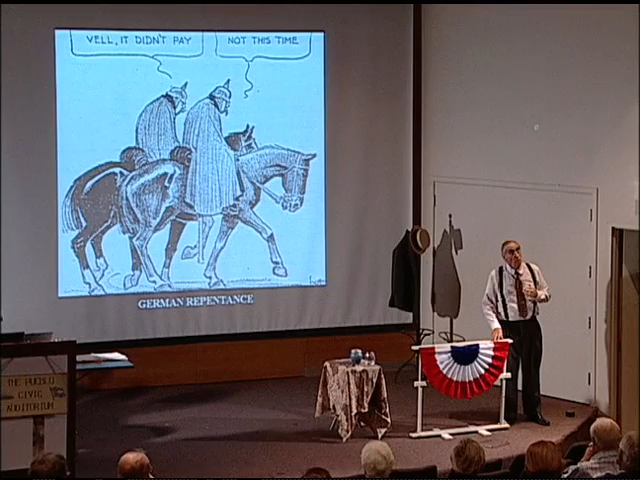 VELL, IT DIDN'T PAY
NOT THIS TIME
GERMAN REPENTANCE
THE PUEBLO
CIVIC
AUDITORIUM